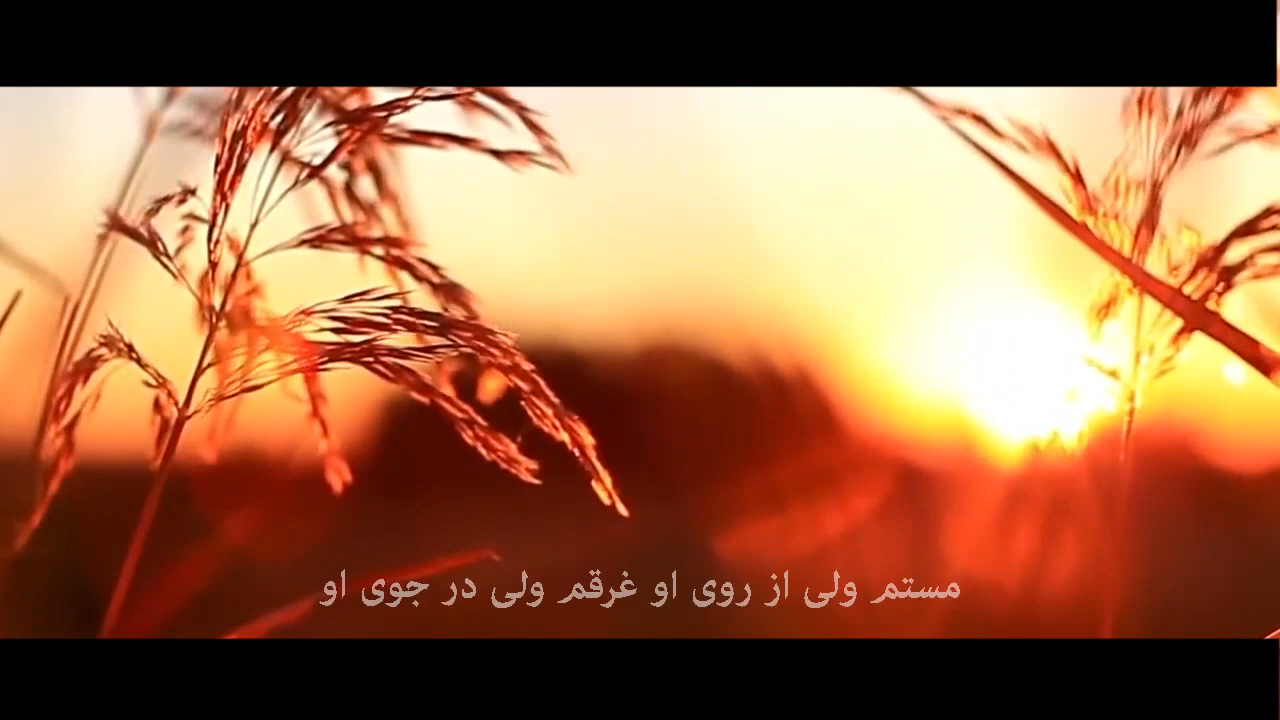 مستم ولی از روی او غرقم ولی در جوی او